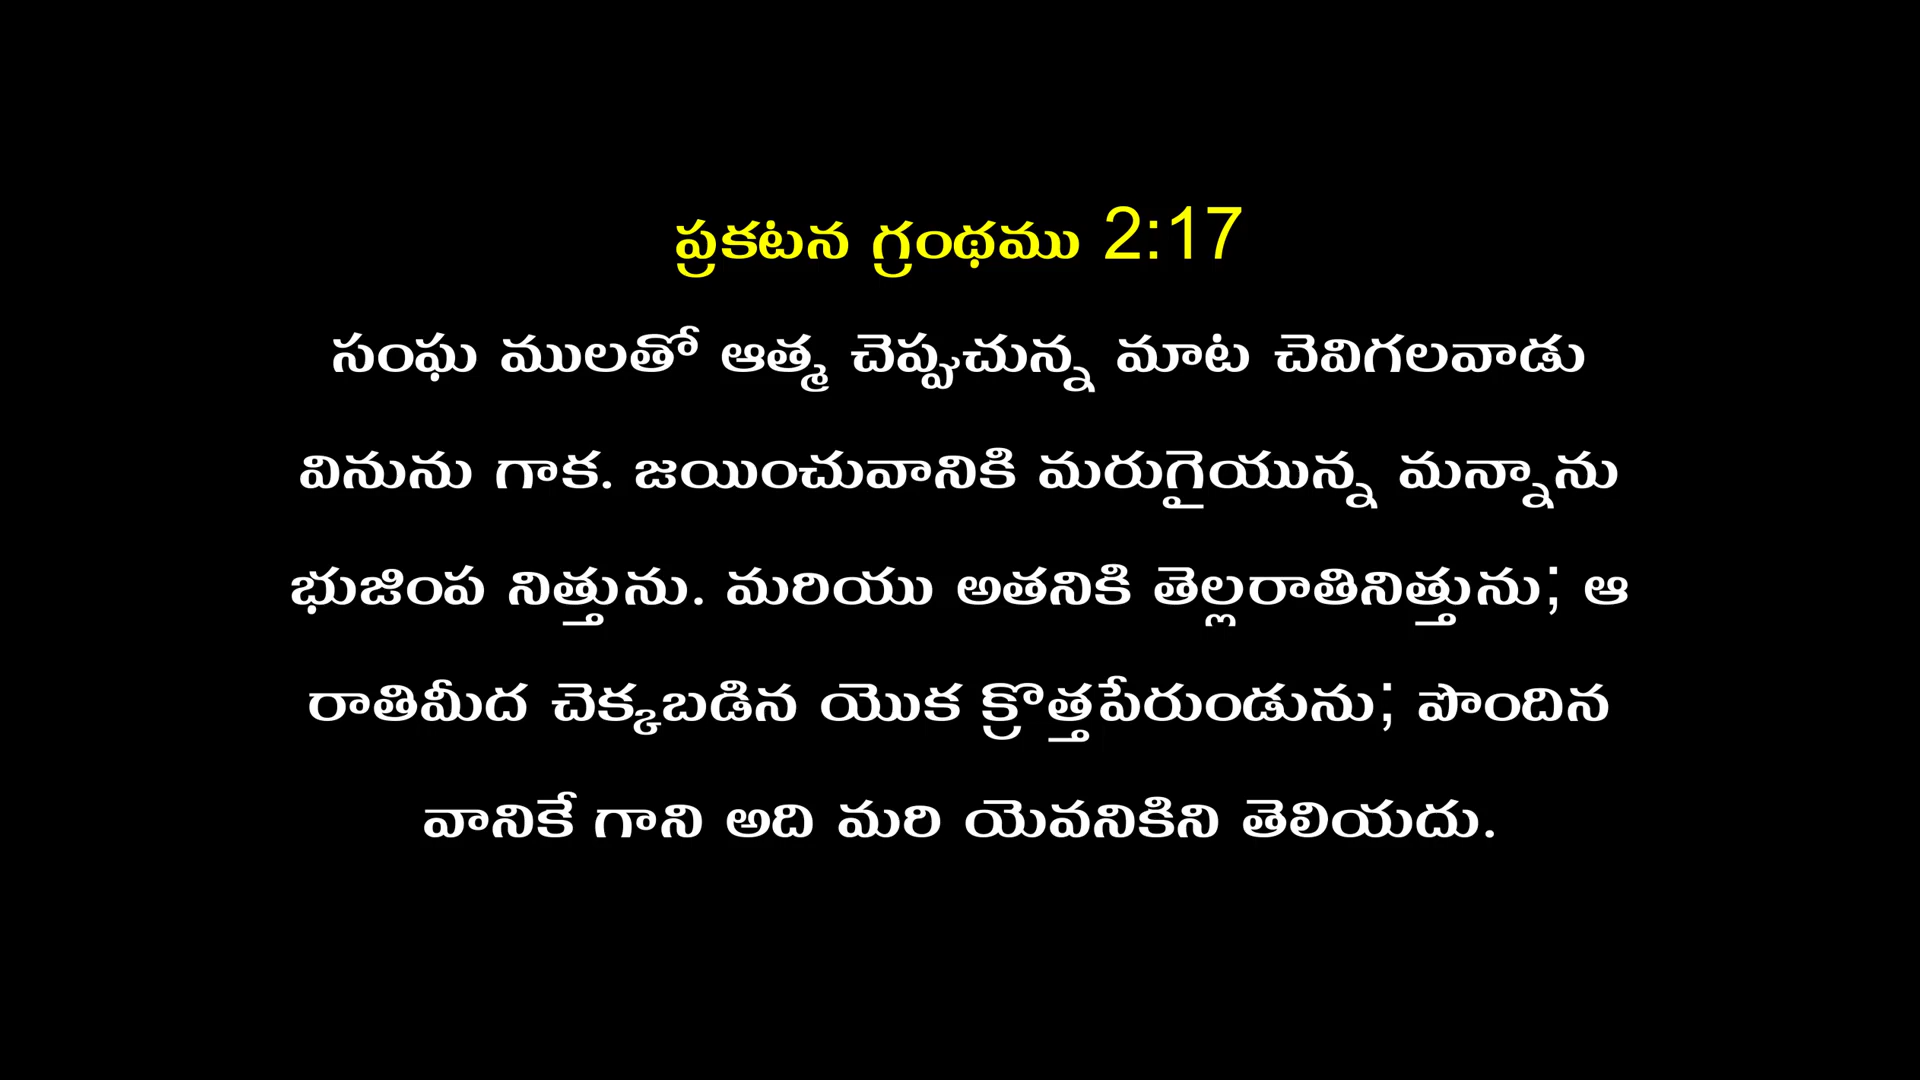 ప్రకటన గ్రంథము 2:17
సంఘ ములతో ఆత్మ చెప్పుచున్న మాట చెవిగలవాడు
వినును గాక. జయించువానికి మరుగైయున్న మన్నాను
భుజింప నిత్తును. మరియు అతనికి తెల్లరాతినిత్తును; ఆ
రాతిమీద చెక్కబడిన యొక క్రొత్తపేరుండును; పొందిన
వానికే గాని అది మరి యెవనికిని తెలియదు.